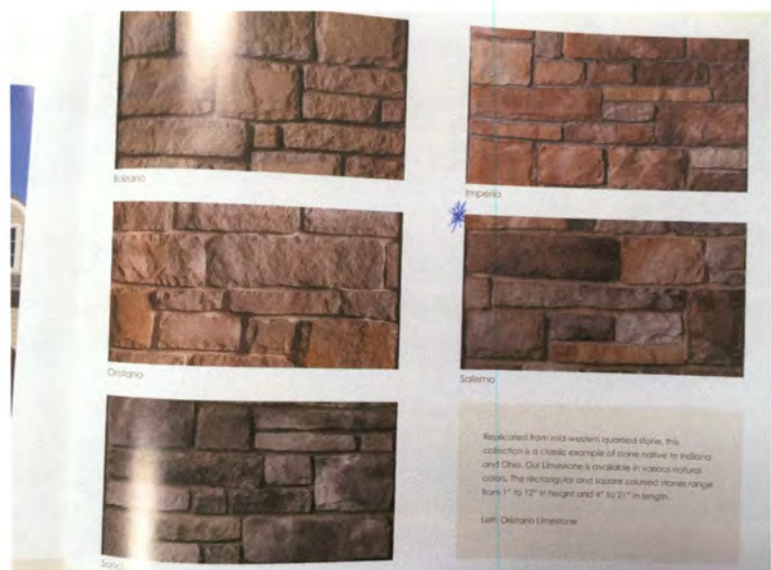 Bolzano
Imperia
Oristano
Salerno
Replicated from mid-western quarried stone, this
collection is a classic example of stone native to Indiana
and Ohio. Our Limestone is available in various natural
colors. The rectangular and square coursed stones range
from 1" to 12" in height and 4" to 21" in length.
Left: Oristano Limestone